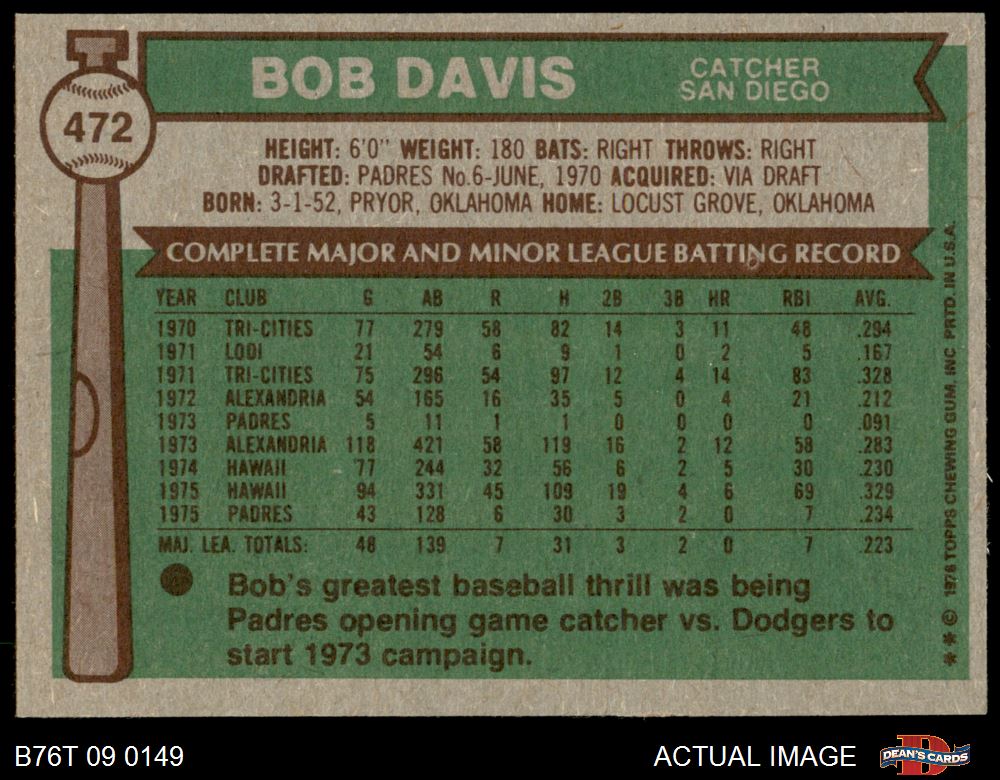 BOB DAVIS
CATCHER
SAN DIEGO
472
HEIGHT: 6'0" WEIGHT: 180 BATS: RIGHT THROWS: RIGHT
DRAFTED: PADRES No.6-JUNE, 1970 ACQUIRED: VIA DRAFT
BORN: 3-1-52, PRYOR, OKLAHOMA HOME: LOCUST GROVE, OKLAHOMA
COMPLETE MAJOR AND MINOR LEAGUE BATTING RECORD
YEAR CLUB G AB R H 2B 3B HR RBI AVG.
1970 TRI-CITIES 77 279 58 82 14 3 11 48 .294
1971 LODI 21 54 6 9 1 0 2 5 .167
1971 TRI-CITIES 75 296 54 97 12 4 14 83 .328
1972 ALEXANDRIA 54 165 16 35 5 0 4 21 .212
1973 PADRES 5 11 1 1 0 0 0 0 .091
1973 ALEXANDRIA 118 421 58 119 16 2 12 58 .283
1974 HAWAII 77 244 32 56 6 2 5 30 .230
1975 HAWAII 94 331 45 109 19 4 6 69 .329
1975 PADRES 43 128 6 30 3 2 0 7 .234
MAJ. LEA. TOTALS: 48 139 7 31 3 2 0 7 .223
Bob's greatest baseball thrill was being
Padres opening game catcher vs. Dodgers to
start 1973 campaign.
** © 1976 TOPPS CHEWING GUM, INC PRTD. IN U.S.A.
B76T 09 0149
ACTUAL IMAGE
DEAN'S CARDS